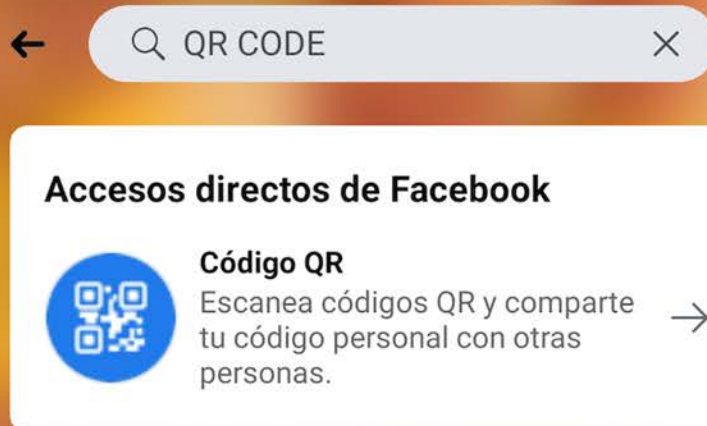 QR CODE
Accesos directos de Facebook
Código QR
Escanea códigos QR y comparte
tu código personal con otras
personas.